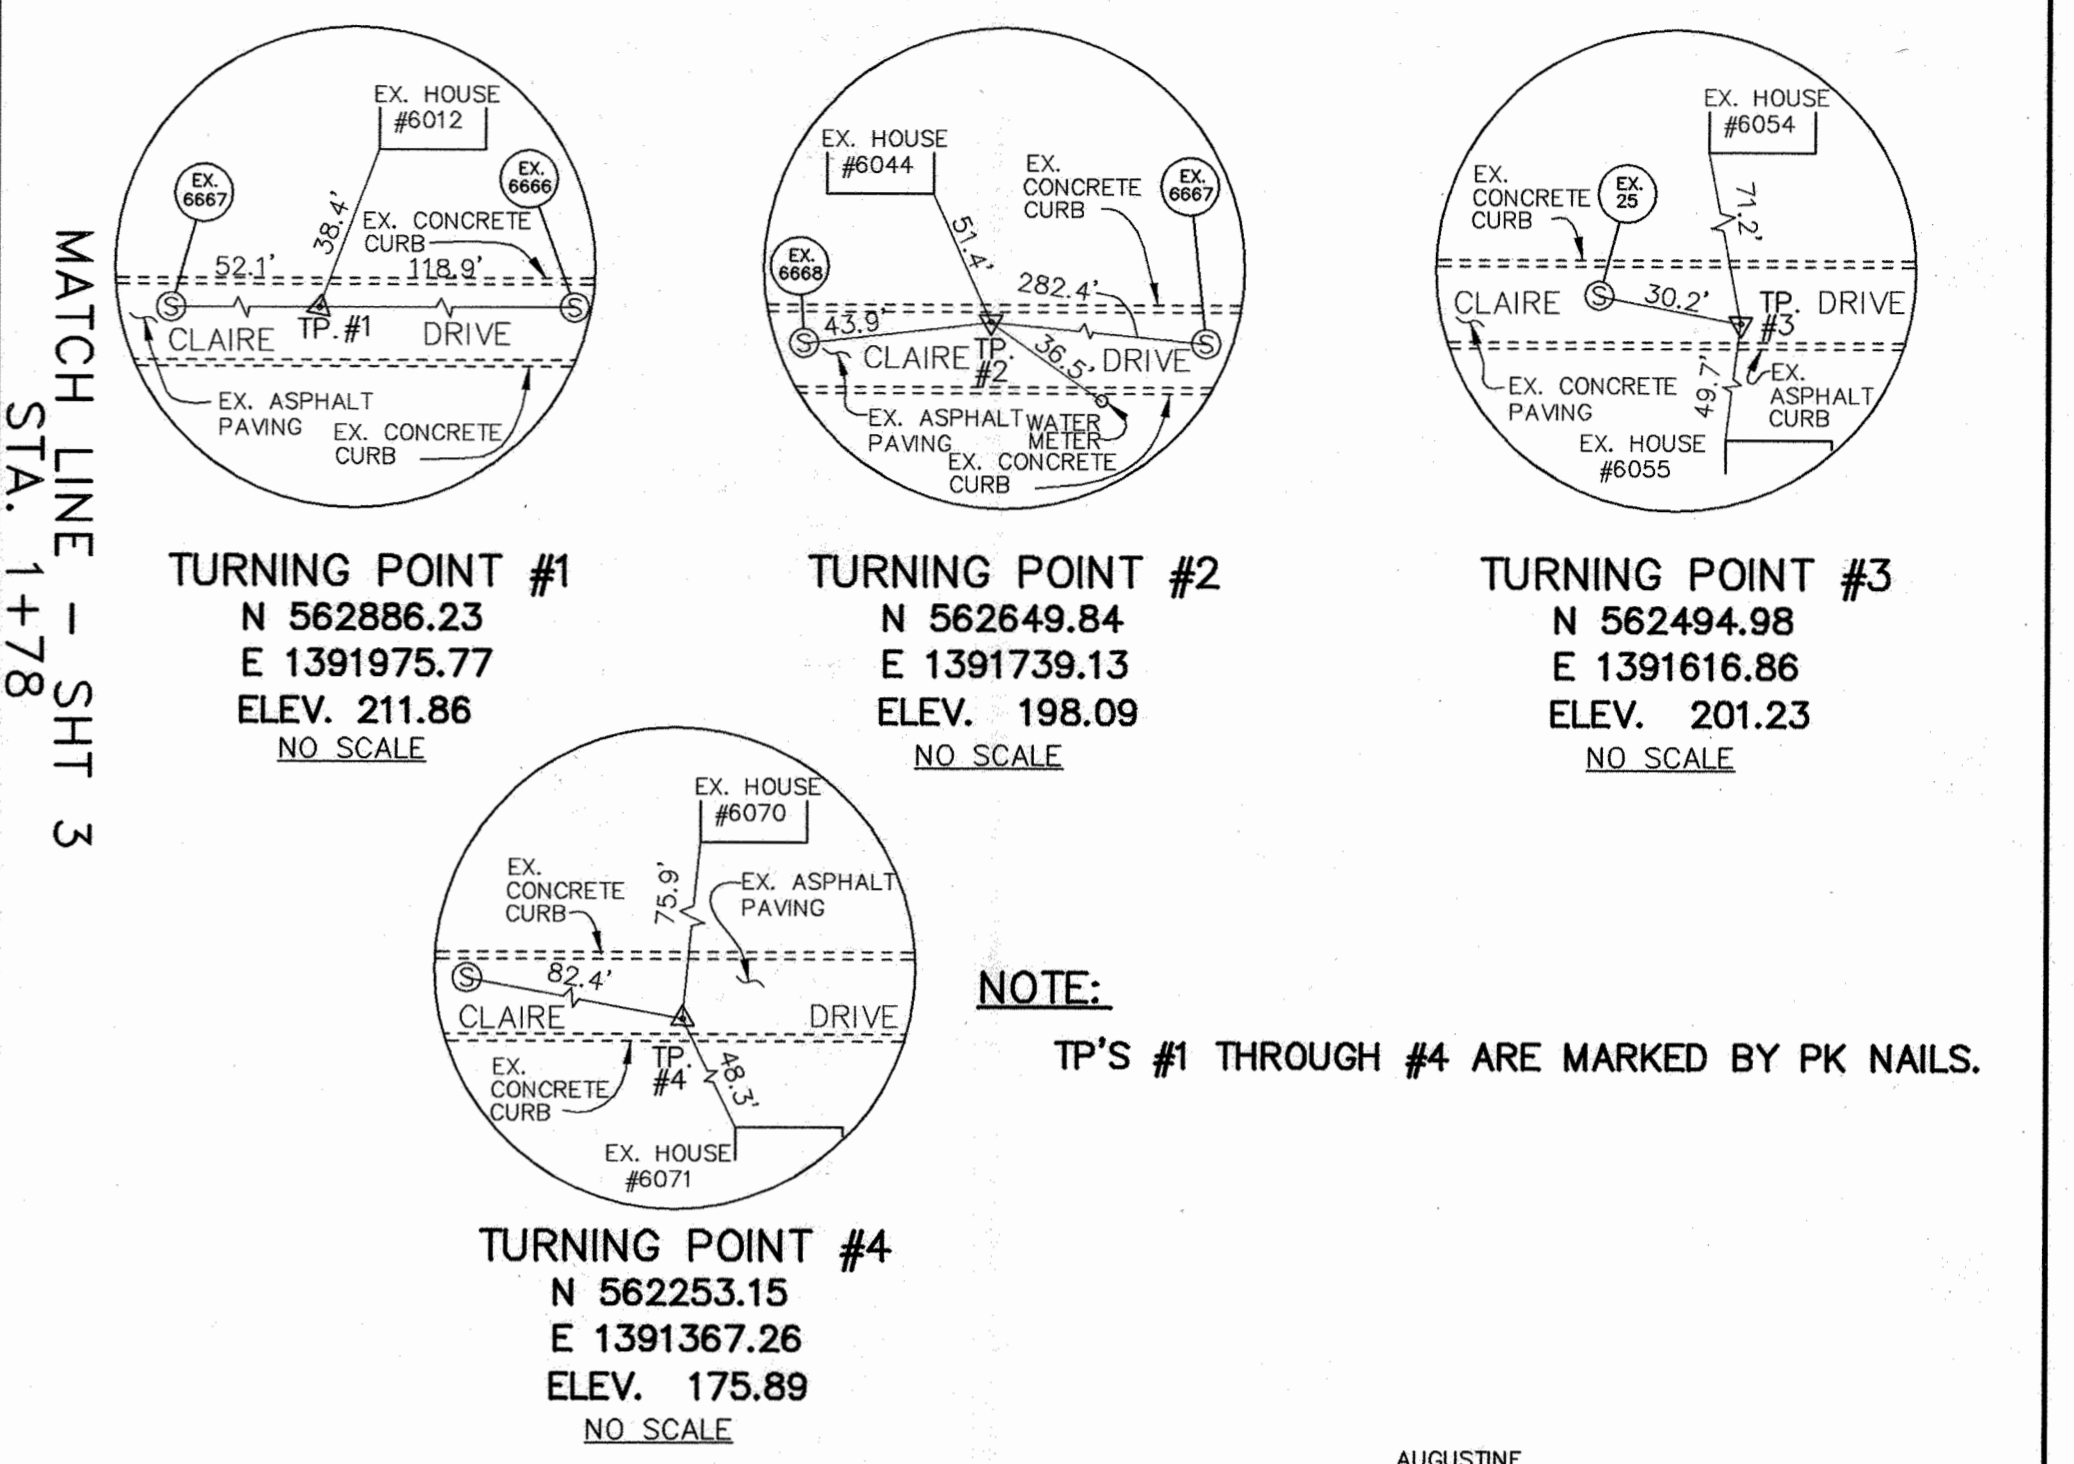 MATCH LINE - SHT 3
STA. 1+78
EX. HOUSE
#6012
EX.
6667
EX.
6666
38.4'
EX. CONCRETE
CURB
52.1'
118.9'
S
S
CLAIRE
TP. #1
DRIVE
EX. ASPHALT
PAVING
EX. CONCRETE
CURB
TURNING POINT #1
N 562886.23
E 1391975.77
ELEV. 211.86
NO SCALE
EX. HOUSE
#6044
EX.
CONCRETE
CURB
EX.
6667
EX.
6668
51.4'
282.4'
43.9'
S
S
CLAIRE
TP.
#2
36.5'
DRIVE
EX. ASPHALT
PAVING
WATER
METER
EX. CONCRETE
CURB
TURNING POINT #2
N 562649.84
E 1391739.13
ELEV. 198.09
NO SCALE
EX. HOUSE
#6054
EX.
CONCRETE
CURB
EX.
25
71.2'
CLAIRE
S
30.2'
TP.
#3
DRIVE
49.7'
EX. CONCRETE
PAVING
EX.
ASPHALT
CURB
EX. HOUSE
#6055
TURNING POINT #3
N 562494.98
E 1391616.86
ELEV. 201.23
NO SCALE
EX. HOUSE
#6070
EX.
CONCRETE
CURB
75.9'
EX. ASPHALT
PAVING
S
82.4'
CLAIRE
DRIVE
TP.
#4
48.3'
EX.
CONCRETE
CURB
EX. HOUSE
#6071
TURNING POINT #4
N 562253.15
E 1391367.26
ELEV. 175.89
NO SCALE
NOTE:
TP'S #1 THROUGH #4 ARE MARKED BY PK NAILS.
AUGUSTINE